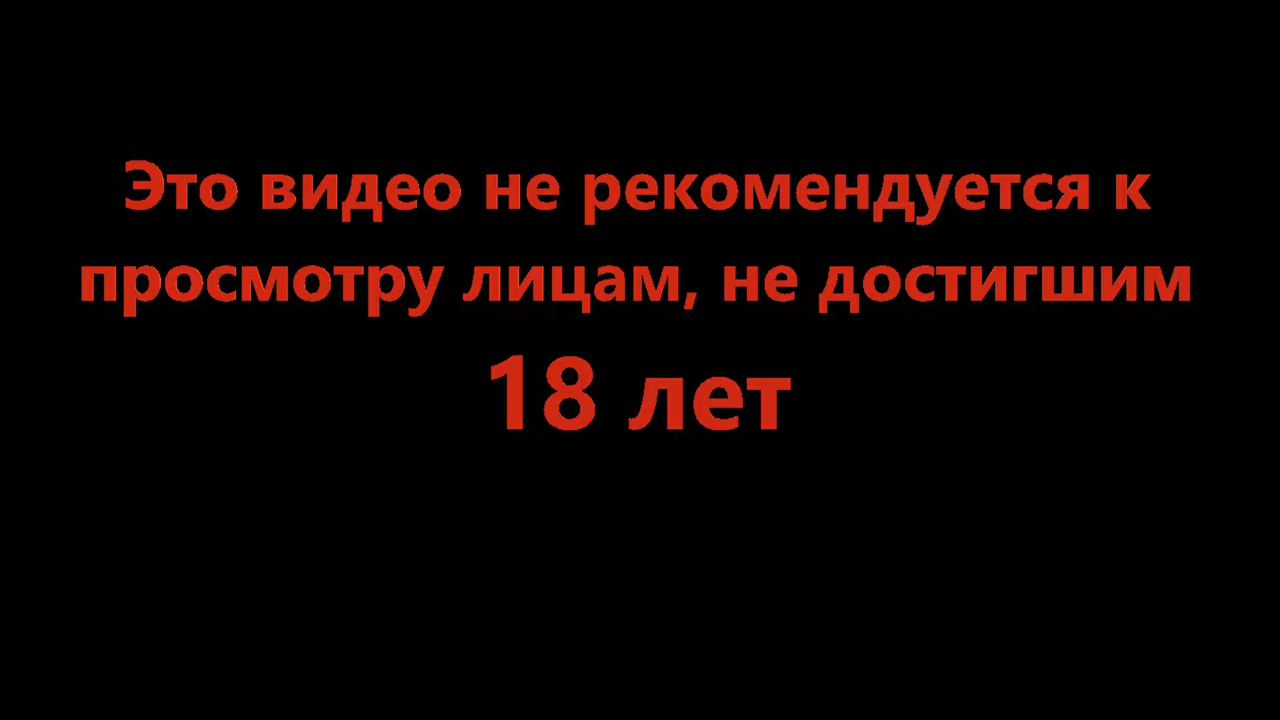 Это видео не рекомендуется к
просмотру лицам, не достигшим
18 лет